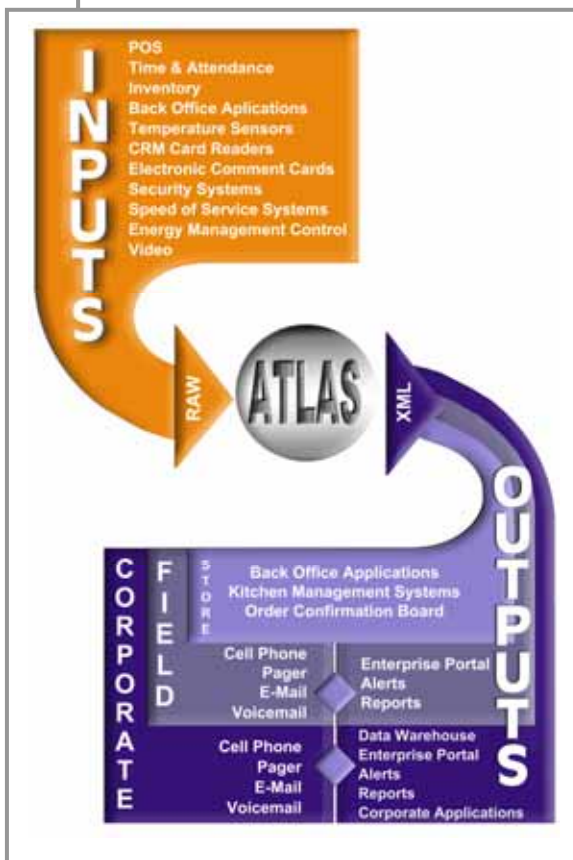 INPUTS
POS
Time & Attendance
Inventory
Back Office Aplications
Temperature Sensors
CRM Card Readers
Electronic Comment Cards
Security Systems
Speed of Service Systems
Energy Management Control
Video
RAW
ATLAS
XML
OUTPUTS
STORE
Back Office Applications
Kitchen Management Systems
Order Confirmation Board
FIELD
Cell Phone
Pager
E-Mail
Voicemail
Enterprise Portal
Alerts
Reports
CORPORATE
Cell Phone
Pager
E-Mail
Voicemail
Data Warehouse
Enterprise Portal
Alerts
Reports
Corporate Applications